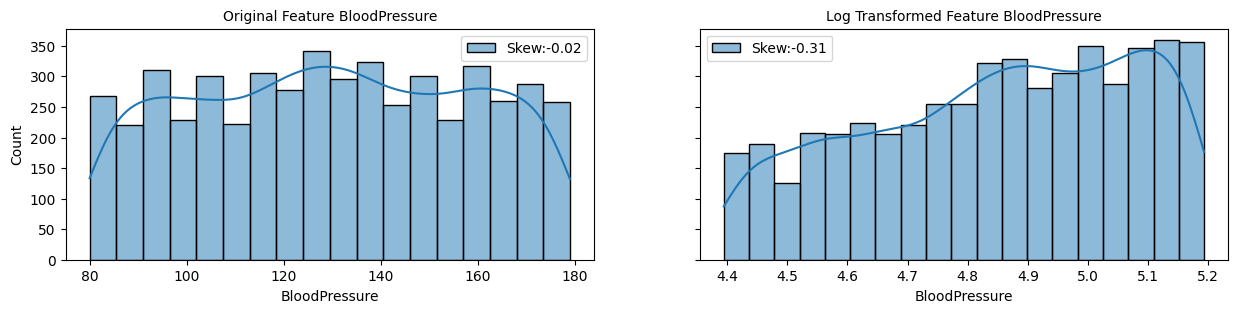 Original Feature BloodPressure
Skew:-0.02
350
300
250
200
150
100
50
0
Count
80 100 120 140 160 180
BloodPressure
Log Transformed Feature BloodPressure
Skew:-0.31
4.4 4.5 4.6 4.7 4.8 4.9 5.0 5.1 5.2
BloodPressure